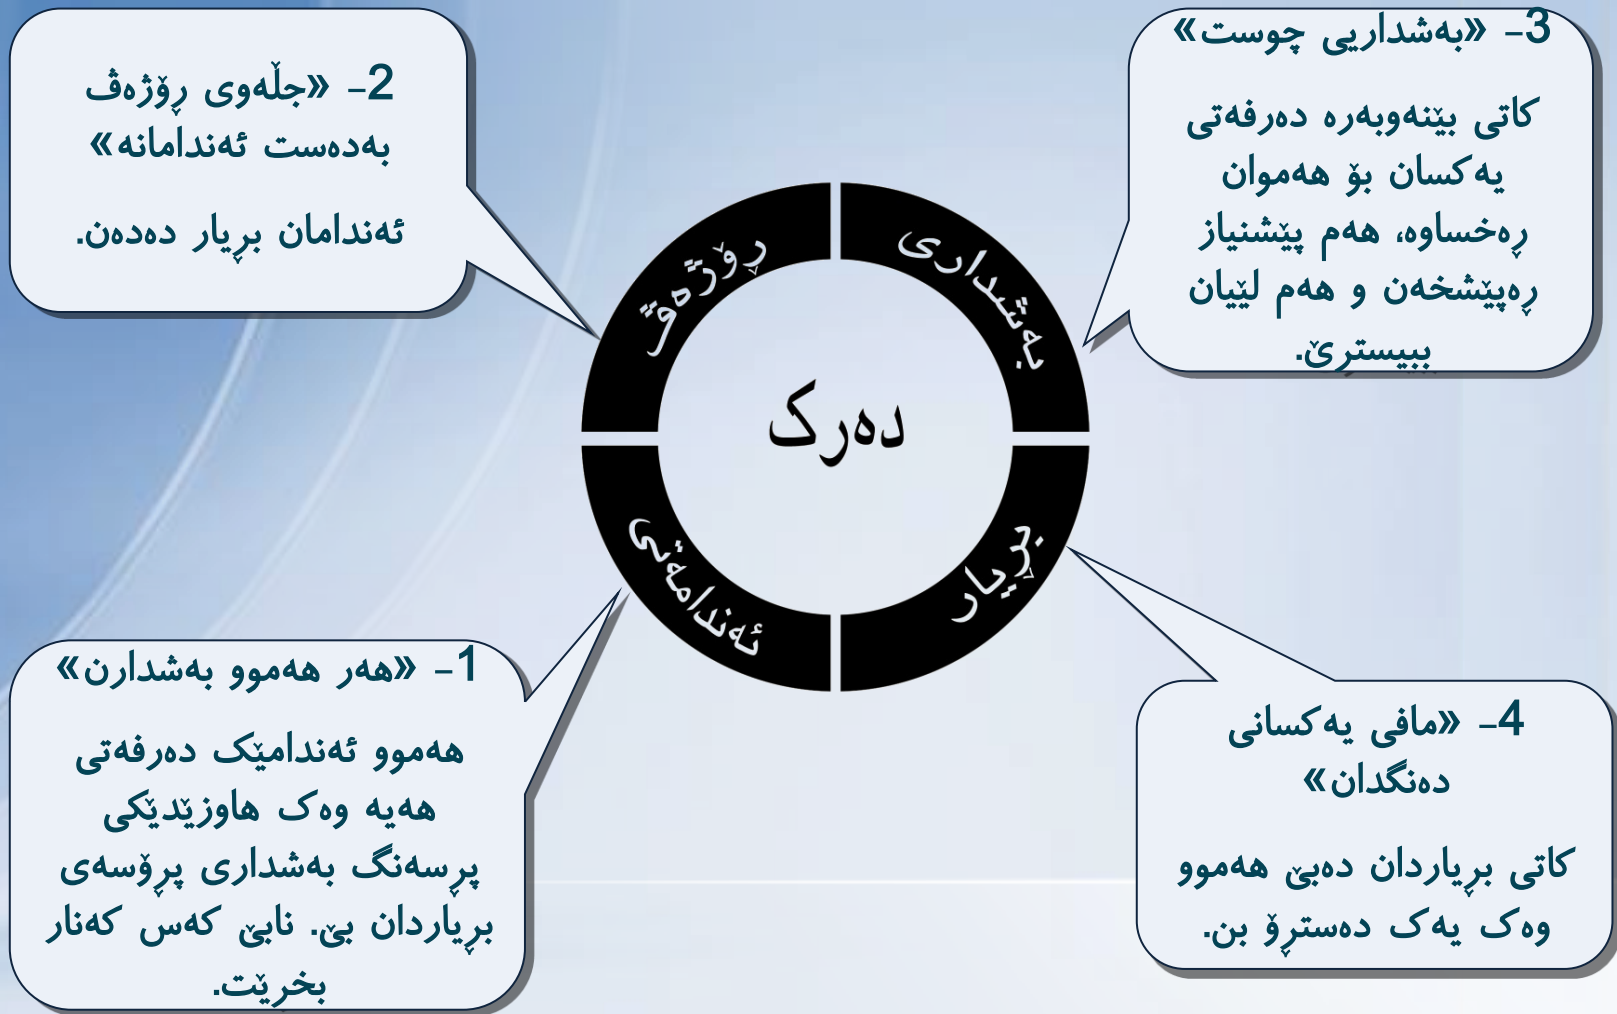 3- «بەشداریی چوست»
کاتی بێنەوبەرە دەرفەتی
یەکسان بۆ هەموان
ڕەخساوە، هەم پێشنیاز
ڕەپێشخەن و هەم لێیان
ببیسترێ.
2- «جڵەوی ڕۆژەڤ
بەدەست ئەندامانە»
ئەندامان بڕیار دەدەن.
ڕۆژەڤ
بەشداری
دەرک
ئەندامەتی
بڕیار
1- «هەر هەموو بەشدارن»
هەموو ئەندامێک دەرفەتی
هەیە وەک هاوزێدێکی
پڕسەنگ بەشداری پڕۆسەی
بڕیاردان بێ. نابێ کەس کەنار
بخرێت.
4- «مافی یەکسانی
دەنگدان»
کاتی بڕیاردان دەبێ هەموو
وەک یەک دەستڕۆ بن.